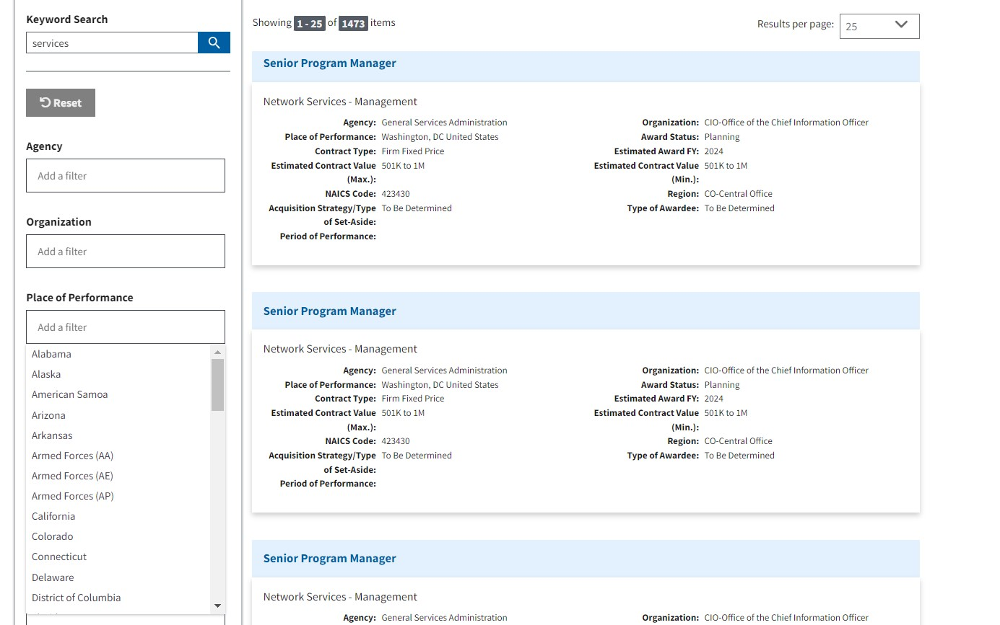 Keyword Search
services
Reset
Agency
Add a filter
Organization
Add a filter
Place of Performance
Add a filter
Alabama
Alaska
American Samoa
Arizona
Arkansas
Armed Forces (AA)
Armed Forces (AE)
Armed Forces (AP)
California
Colorado
Connecticut
Delaware
District of Columbia
Showing 1 - 25 of 1473 items
Results per page: 25
Senior Program Manager
Network Services - Management
Agency: General Services Administration
Place of Performance: Washington, DC United States
Contract Type: Firm Fixed Price
Estimated Contract Value 501K to 1M
(Max.):
NAICS Code: 423430
Acquisition Strategy/Type To Be Determined
of Set-Aside:
Period of Performance:
Organization: CIO-Office of the Chief Information Officer
Award Status: Planning
Estimated Award FY: 2024
Estimated Contract Value 501K to 1M
(Min.):
Region: CO-Central Office
Type of Awardee: To Be Determined
Senior Program Manager
Network Services - Management
Agency: General Services Administration
Place of Performance: Washington, DC United States
Contract Type: Firm Fixed Price
Estimated Contract Value 501K to 1M
(Max.):
NAICS Code: 423430
Acquisition Strategy/Type To Be Determined
of Set-Aside:
Period of Performance:
Organization: CIO-Office of the Chief Information Officer
Award Status: Planning
Estimated Award FY: 2024
Estimated Contract Value 501K to 1M
(Min.):
Region: CO-Central Office
Type of Awardee: To Be Determined
Senior Program Manager
Network Services - Management
Agency: General Services Administration
Organization: CIO-Office of the Chief Information Officer